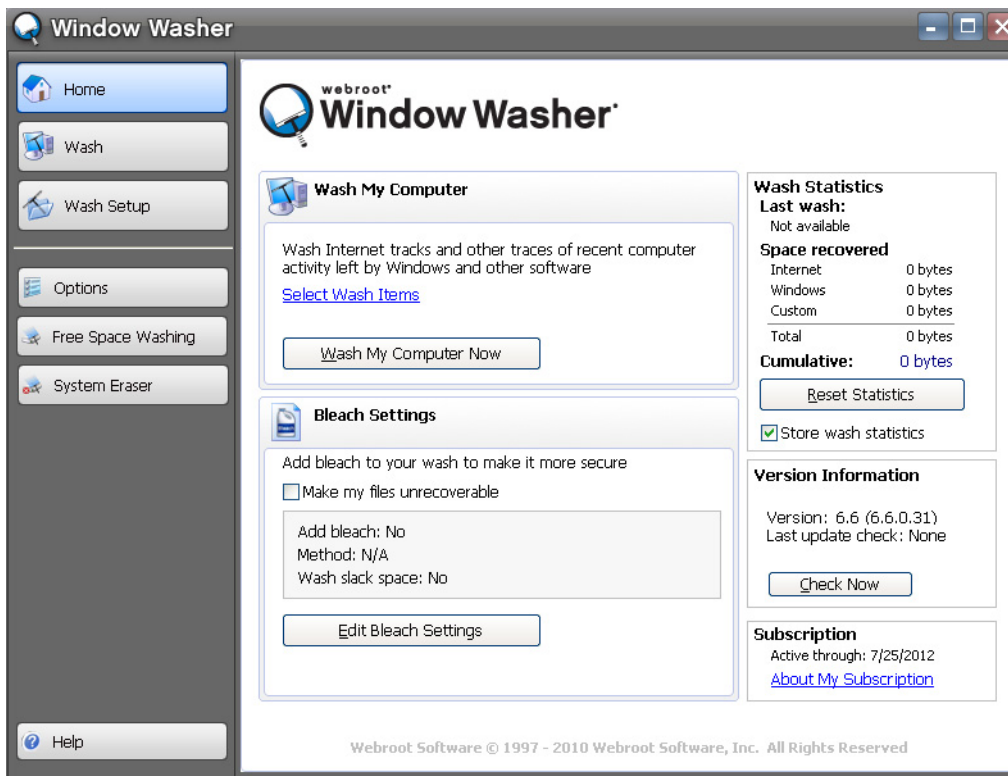 Window Washer
Home
Wash
Wash Setup
Options
Free Space Washing
System Eraser
Help
webroot®
Window Washer
Wash My Computer
Wash Internet tracks and other traces of recent computer
activity left by Windows and other software
Select Wash Items
Wash My Computer Now
Bleach Settings
Add bleach to your wash to make it more secure
Make my files unrecoverable
Add bleach: No
Method: N/A
Wash slack space: No
Edit Bleach Settings
Wash Statistics
Last wash:
Not available
Space recovered
Internet 0 bytes
Windows 0 bytes
Custom 0 bytes
Total 0 bytes
Cumulative: 0 bytes
Reset Statistics
Store wash statistics
Version Information
Version: 6.6 (6.6.0.31)
Last update check: None
Check Now
Subscription
Active through: 7/25/2012
About My Subscription
Webroot Software © 1997 - 2010 Webroot Software, Inc. All Rights Reserved